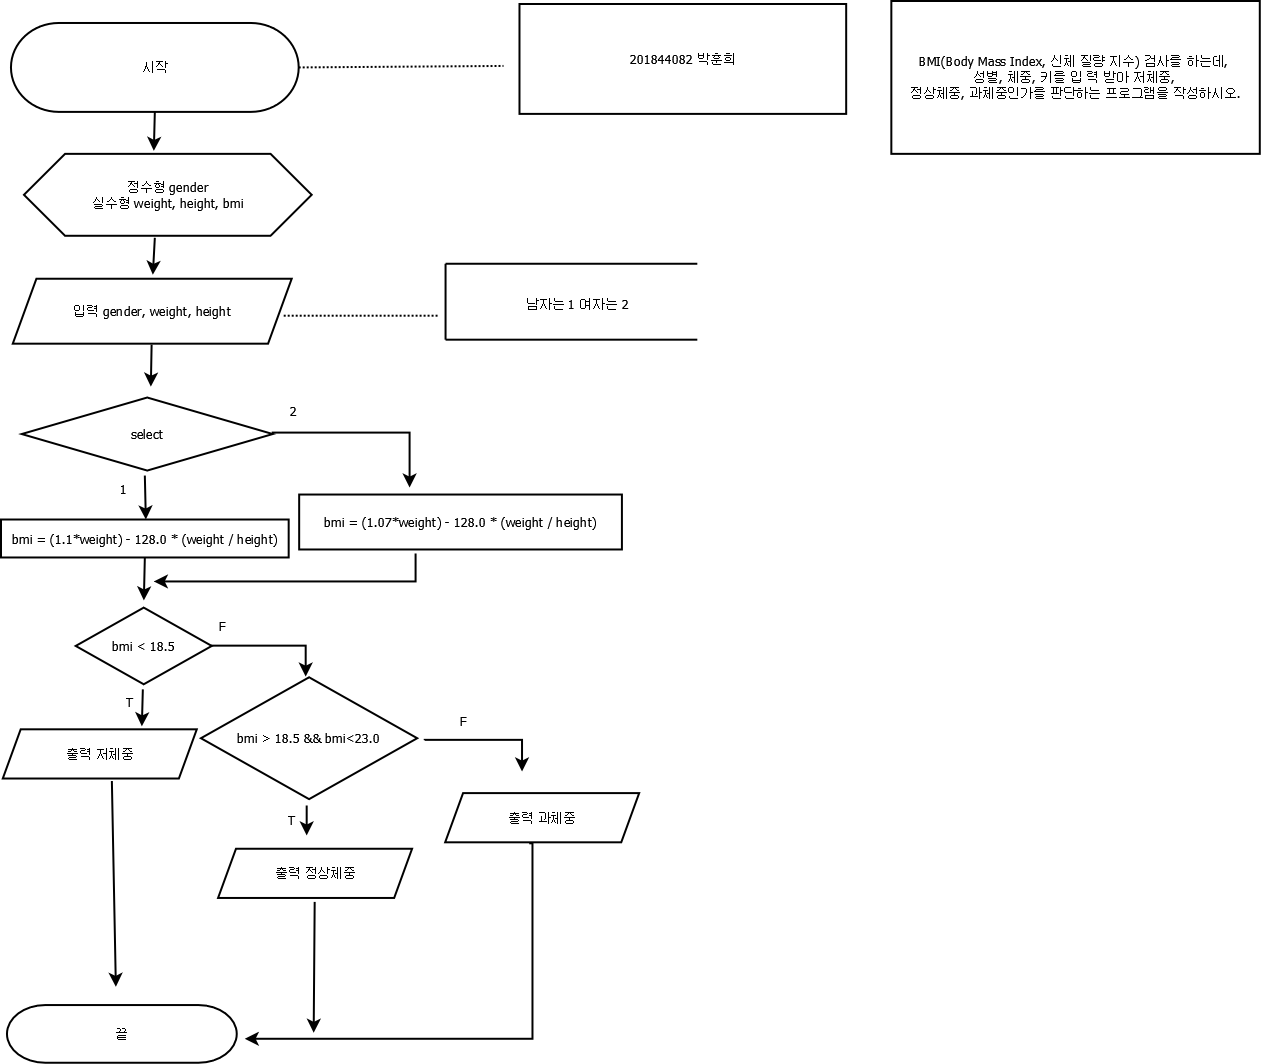 시작
201844082 박훈희
BMI(Body Mass Index, 신체 질량 지수) 검사를 하는데,
성별, 체중, 키을 입 력 받아 저체중,
정상체중, 과체중인가를 판단하는 프로그램을 작성하시오.
정수형 gender
실수형 weight, height, bmi
입력 gender, weight, height
남자는 1 여자는 2
select
2
1
bmi = (1.1*weight) - 128.0 * (weight / height)
bmi = (1.07*weight) - 128.0 * (weight / height)
bmi < 18.5
F
T
출력 저체중
bmi > 18.5 && bmi<23.0
F
T
출력 정상체중
출력 과체중
끝